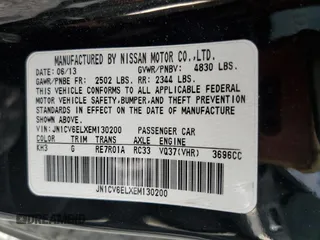 MANUFACTURED BY NISSAN MOTOR CO.,LTD.
DATE: 06/13 GVWR/PNBV: 4830 LBS.
GAWR/PNBE FR: 2502 LBS. RR: 2344 LBS.
THIS VEHICLE CONFORMS TO ALL APPLICABLE
FEDERAL MOTOR VEHICLE SAFETY, BUMPER, AND
THEFT PREVENTION STANDARDS IN EFFECT ON
THE DATE OF MANUFACTURE SHOWN ABOVE.
VIN:JN1CV6ELXEM130200 PASSENGER CAR
COLOR TRIM TRANS AXLE ENGINE
KH3 G RE7R01A RC33 VQ37(VHR) 3696CC
JN1CV6ELXEM130200